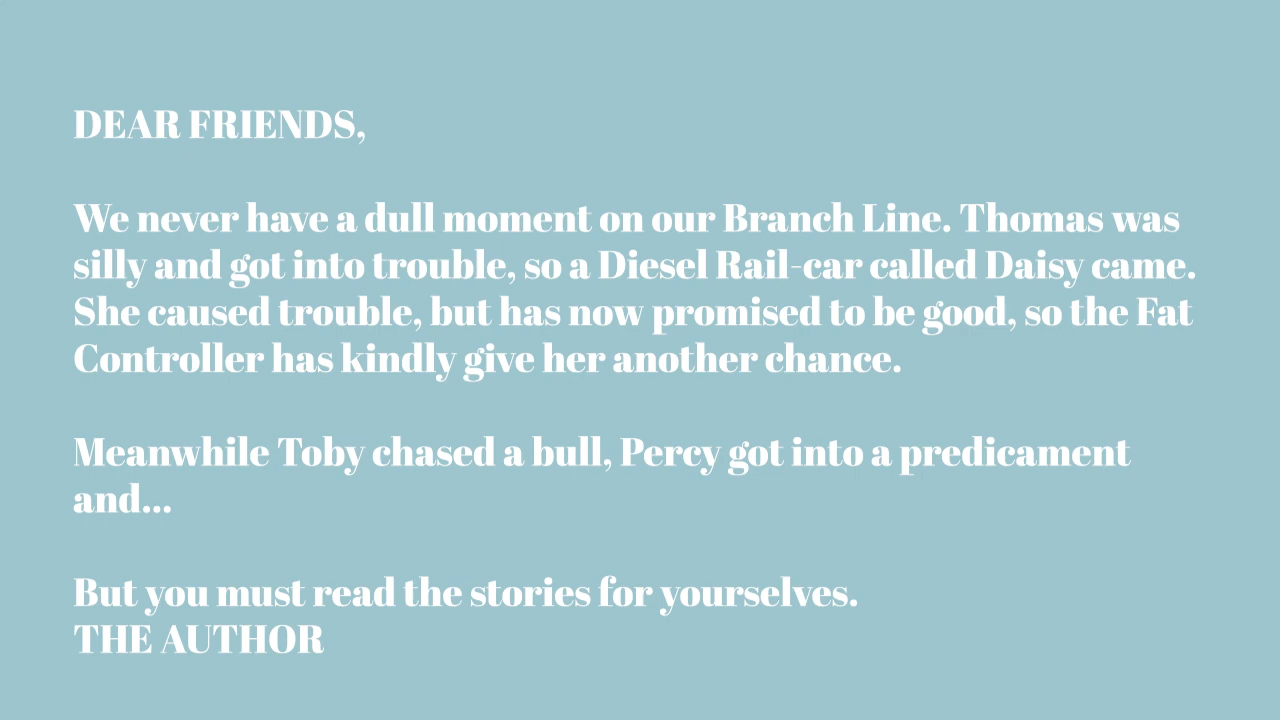 DEAR FRIENDS,
We never have a dull moment on our Branch Line. Thomas was
silly and got into trouble, so a Diesel Rail-car called Daisy came.
She caused trouble, but has now promised to be good, so the Fat
Controller has kindly give her another chance.
Meanwhile Toby chased a bull, Percy got into a predicament
and...
But you must read the stories for yourselves.
THE AUTHOR